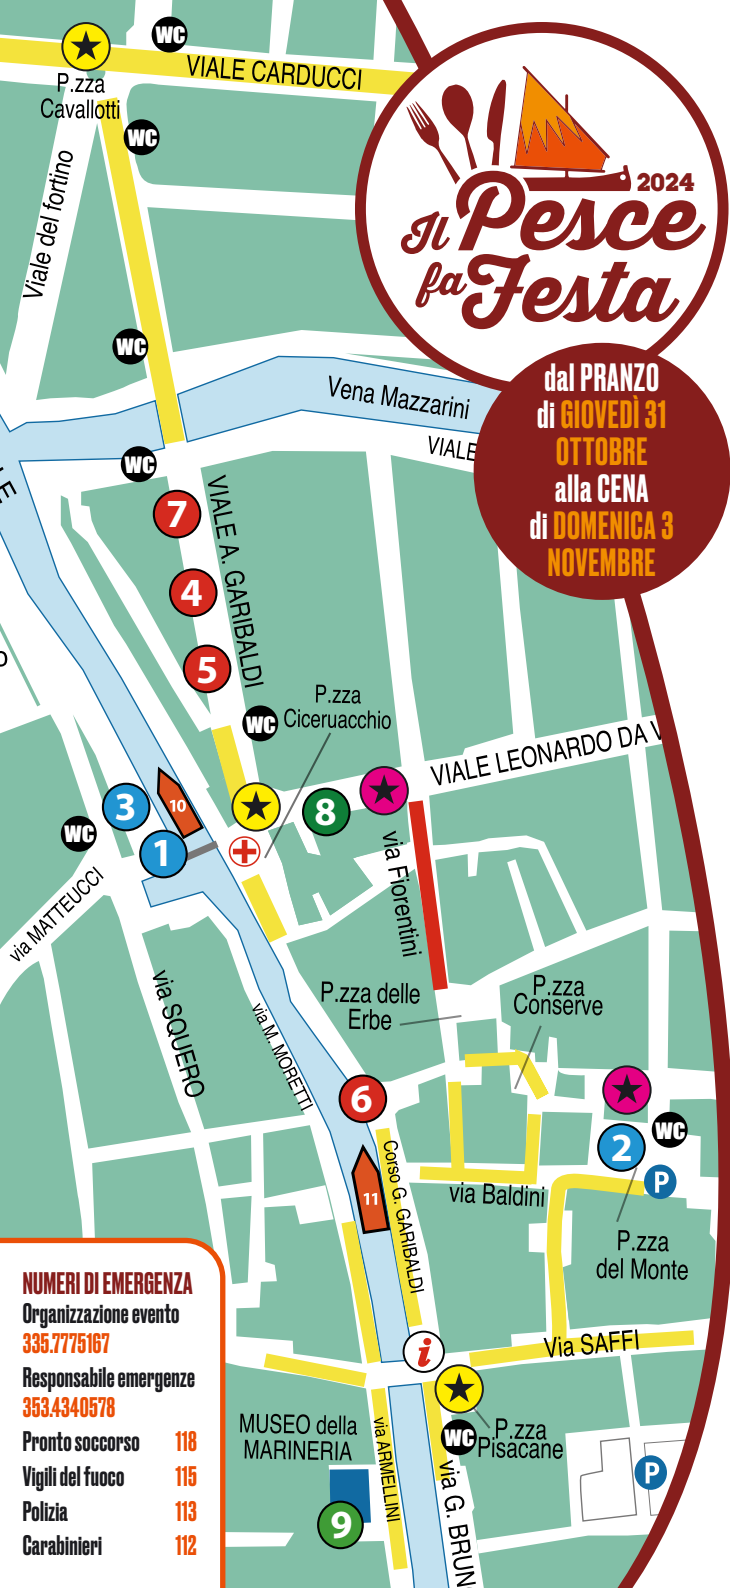 WC
VIALE CARDUCCI
P.zza
Cavallotti
WC
Viale del fortino
2024
Il Pesce
fa Festa
WC
dal PRANZO
di GIOVEDÌ 31
OTTOBRE
alla CENA
di DOMENICA 3
NOVEMBRE
Vena Mazzarini
VIALE
WC
LE
7
VIALE A. GARIBALDI
4
5
P.zza
Ciceruacchio
WC
VIALE LEONARDO DA V
3
10
8
WC
1
via Fiorentini
via MATTEUCCI
via SQUERO
via M. MORETTI
P.zza delle
Erbe
P.zza
Conserve
6
WC
2
P
11
Corso G. GARIBALDI
via Baldini
P.zza
del Monte
NUMERI DI EMERGENZA
Organizzazione evento
335.7775167
Responsabile emergenze
353.4340578
Pronto soccorso 118
Vigili del fuoco 115
Polizia 113
Carabinieri 112
i
Via SAFFI
MUSEO della
MARINERIA
via ARMELLINI
WC
P.zza
Pisacane
via G. BRUN
P
9